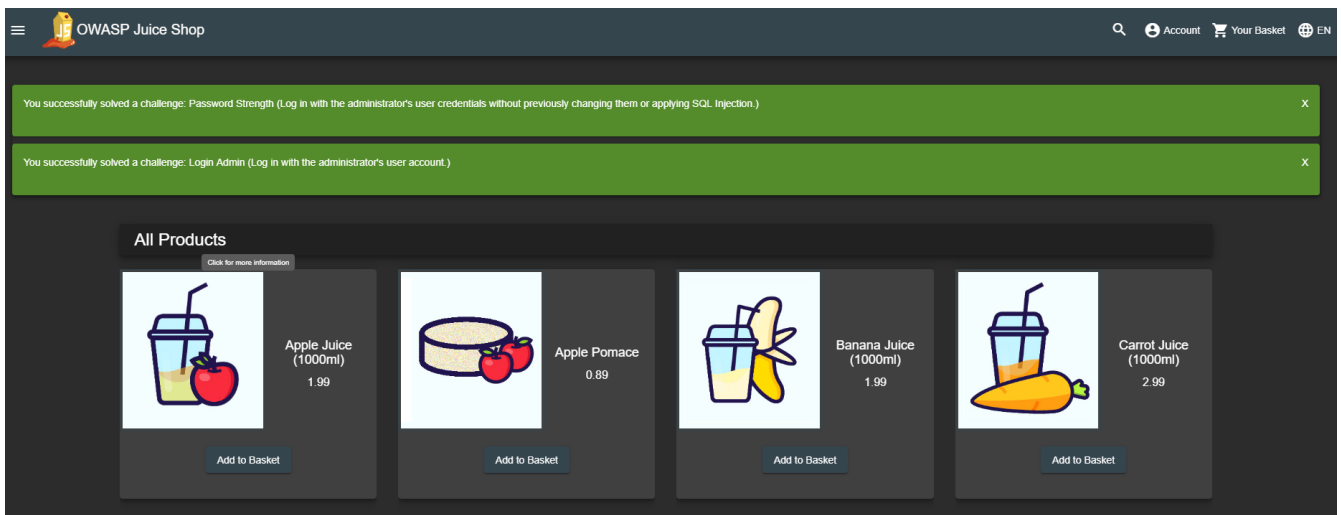 OWASP Juice Shop
Account
Your Basket
EN
You successfully solved a challenge: Password Strength (Log in with the administrator's user credentials without previously changing them or applying SQL Injection.)
X
You successfully solved a challenge: Login Admin (Log in with the administrator's user account.)
X
All Products
Click for more information
Apple Juice
(1000ml)
1.99
Add to Basket
Apple Pomace
0.89
Add to Basket
Banana Juice
(1000ml)
1.99
Add to Basket
Carrot Juice
(1000ml)
2.99
Add to Basket